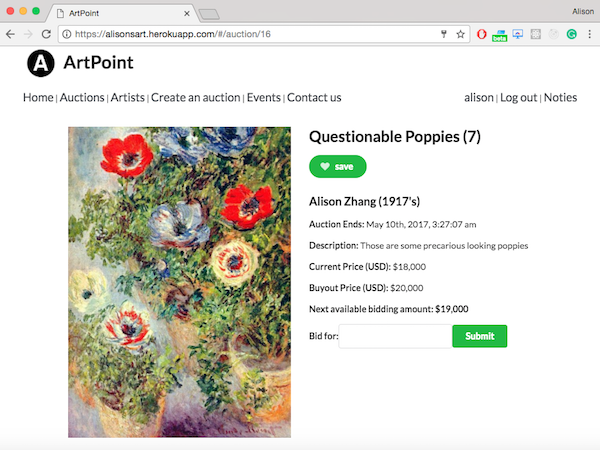 ArtPoint
Alison
https://alisonsart.herokuapp.com/#/auction/16
beta
A ArtPoint
Home | Auctions | Artists | Create an auction | Events | Contact us
alison | Log out | Noties
Questionable Poppies (7)
save
Alison Zhang (1917's)
Auction Ends: May 10th, 2017, 3:27:07 am
Description: Those are some precarious looking poppies
Current Price (USD): $18,000
Buyout Price (USD): $20,000
Next available bidding amount: $19,000
Bid for:
Submit